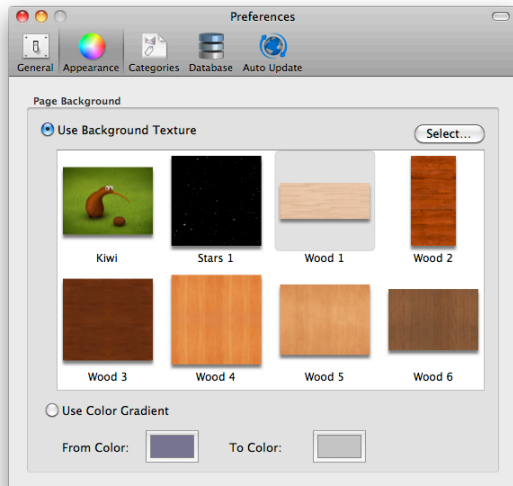 Preferences
General Appearance Categories Database Auto Update
Page Background
Use Background Texture
Select...
Kiwi Stars 1 Wood 1 Wood 2
Wood 3 Wood 4 Wood 5 Wood 6
Use Color Gradient
From Color: To Color: